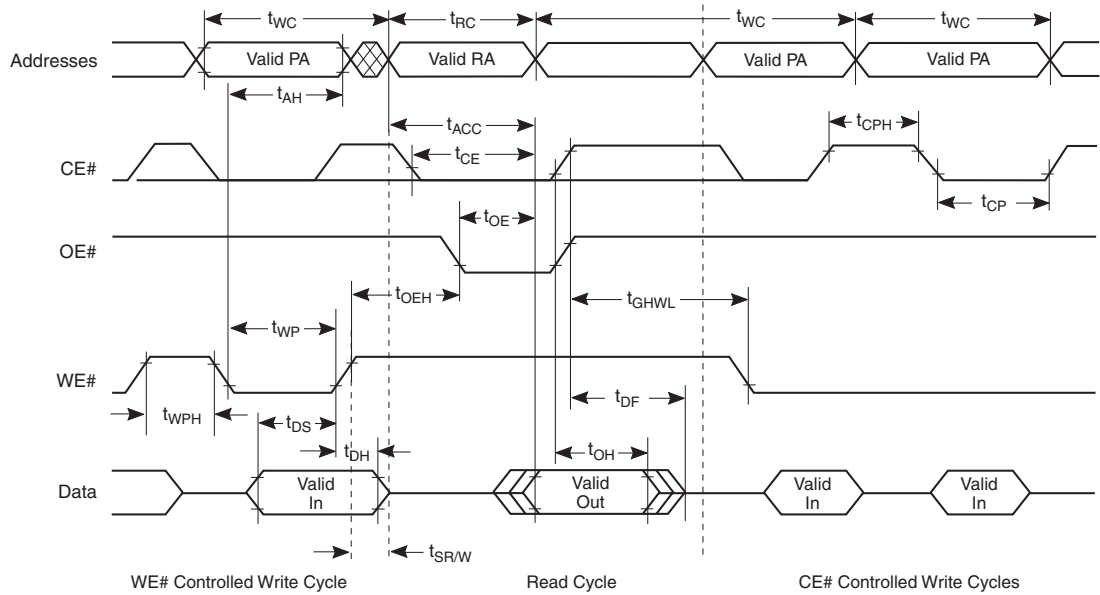 tWC
tRC
tWC
tWC
Addresses
Valid PA
Valid RA
Valid PA
Valid PA
tAH
tACC
tCPH
tCE
CE#
tCP
tOE
OE#
tOEH
tGHWL
tWP
WE#
tWPH
tDF
tDS
tDH
tOH
Data
Valid
In
Valid
Out
Valid
In
Valid
In
tSR/W
WE# Controlled Write Cycle
Read Cycle
CE# Controlled Write Cycles